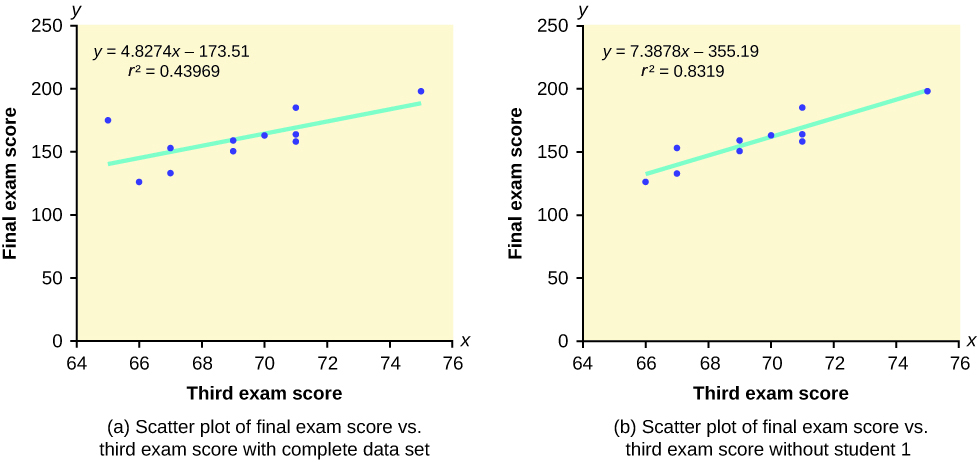 y
250
200
150
100
50
0
y = 4.8274x – 173.51
r² = 0.43969
Final exam score
64 66 68 70 72 74 76
x
Third exam score
(a) Scatter plot of final exam score vs.
third exam score with complete data set
y
250
200
150
100
50
0
y = 7.3878x – 355.19
r² = 0.8319
Final exam score
64 66 68 70 72 74 76
x
Third exam score
(b) Scatter plot of final exam score vs.
third exam score without student 1